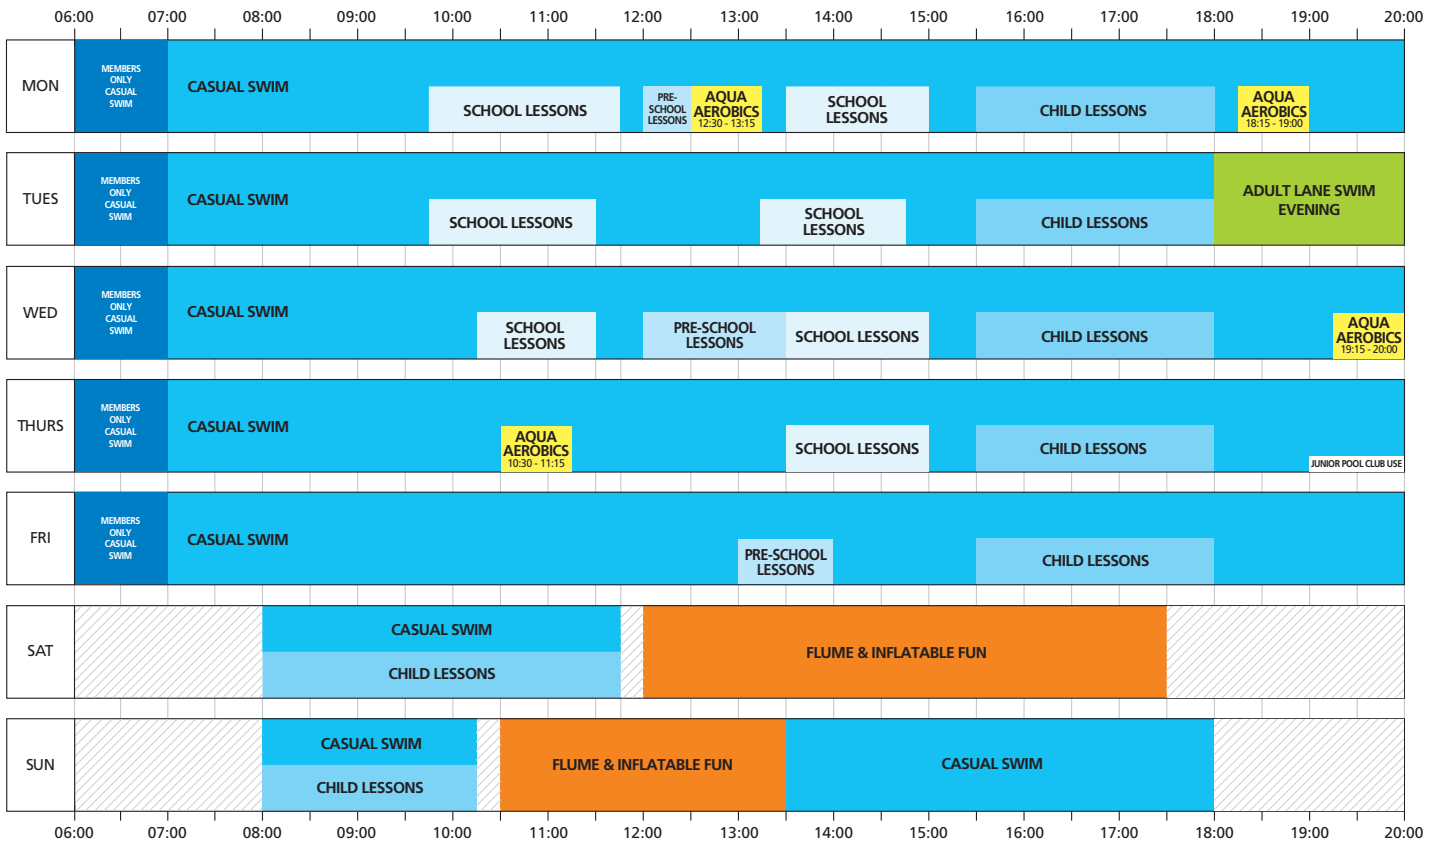 06:00 07:00 08:00 09:00 10:00 11:00 12:00 13:00 14:00 15:00 16:00 17:00 18:00 19:00 20:00
MON
MEMBERS
ONLY
CASUAL
SWIM
CASUAL SWIM
SCHOOL LESSONS
PRE-
SCHOOL
LESSONS
AQUA
AEROBICS
12:30 - 13:15
SCHOOL
LESSONS
CHILD LESSONS
AQUA
AEROBICS
18:15 - 19:00
TUES
MEMBERS
ONLY
CASUAL
SWIM
CASUAL SWIM
SCHOOL LESSONS
SCHOOL
LESSONS
CHILD LESSONS
ADULT LANE SWIM
EVENING
WED
MEMBERS
ONLY
CASUAL
SWIM
CASUAL SWIM
SCHOOL
LESSONS
PRE-SCHOOL
LESSONS
SCHOOL LESSONS
CHILD LESSONS
AQUA
AEROBICS
19:15 - 20:00
THURS
MEMBERS
ONLY
CASUAL
SWIM
CASUAL SWIM
AQUA
AEROBICS
10:30 - 11:15
SCHOOL LESSONS
CHILD LESSONS
JUNIOR POOL CLUB USE
FRI
MEMBERS
ONLY
CASUAL
SWIM
CASUAL SWIM
PRE-SCHOOL
LESSONS
CHILD LESSONS
SAT
CASUAL SWIM
CHILD LESSONS
FLUME & INFLATABLE FUN
SUN
CASUAL SWIM
CHILD LESSONS
FLUME & INFLATABLE FUN
CASUAL SWIM
06:00 07:00 08:00 09:00 10:00 11:00 12:00 13:00 14:00 15:00 16:00 17:00 18:00 19:00 20:00